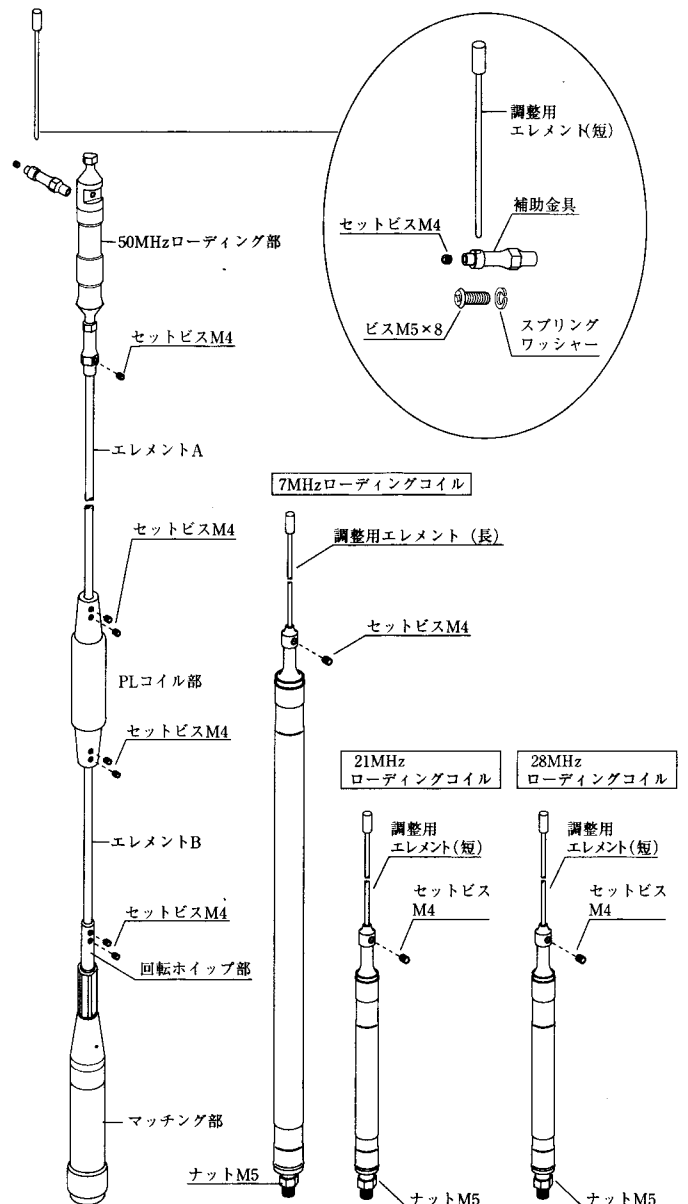 調整用
エレメント(短)
補助金具
セットビスM4
ビスM5×8
スプリング
ワッシャー
50MHzローディング部
セットビスM4
エレメントA
セットビスM4
PLコイル部
セットビスM4
エレメントB
セットビスM4
回転ホイップ部
マッチング部
7MHzローディングコイル
調整用エレメント（長）
セットビスM4
ナットM5
21MHz
ローディングコイル
調整用
エレメント(短)
セットビス
M4
ナットM5
28MHz
ローディングコイル
調整用
エレメント(短)
セットビス
M4
ナットM5